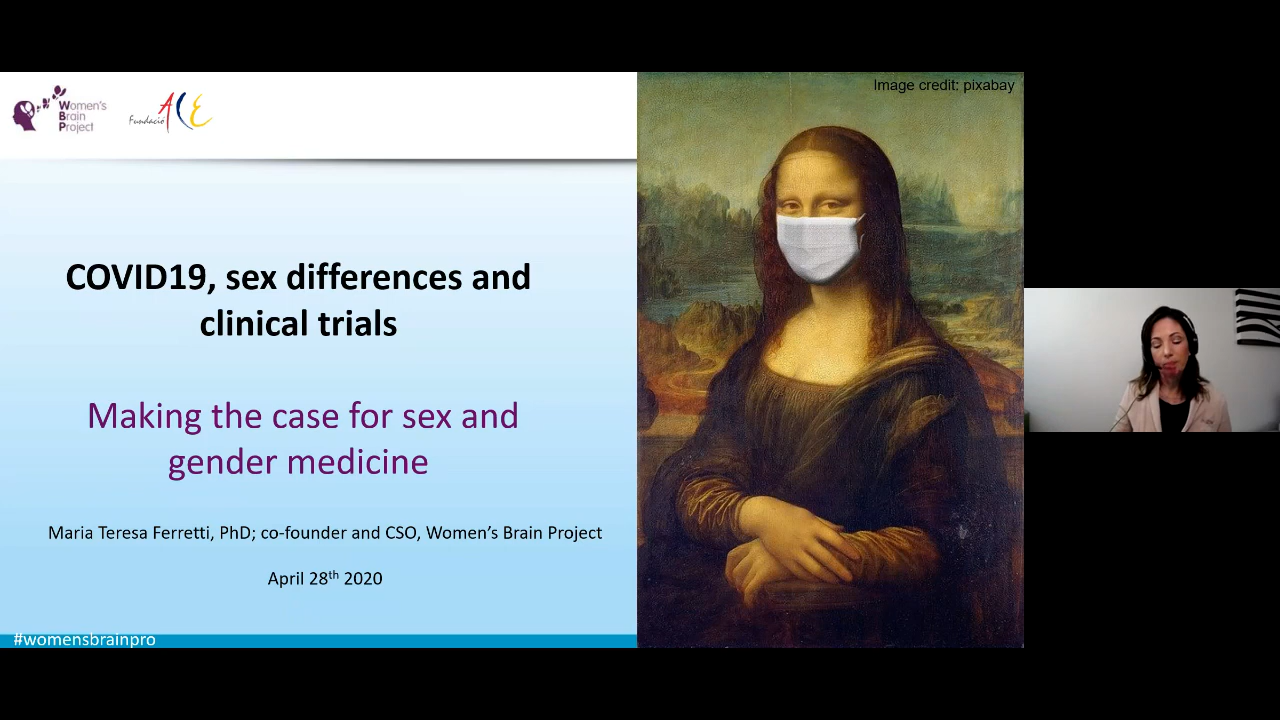 Women's
Brain
Project
Fundació ACE
Image credit: pixabay
COVID19, sex differences and
clinical trials
Making the case for sex and
gender medicine
Maria Teresa Ferretti, PhD; co-founder and CSO, Women's Brain Project
April 28th 2020
#womensbrainpro